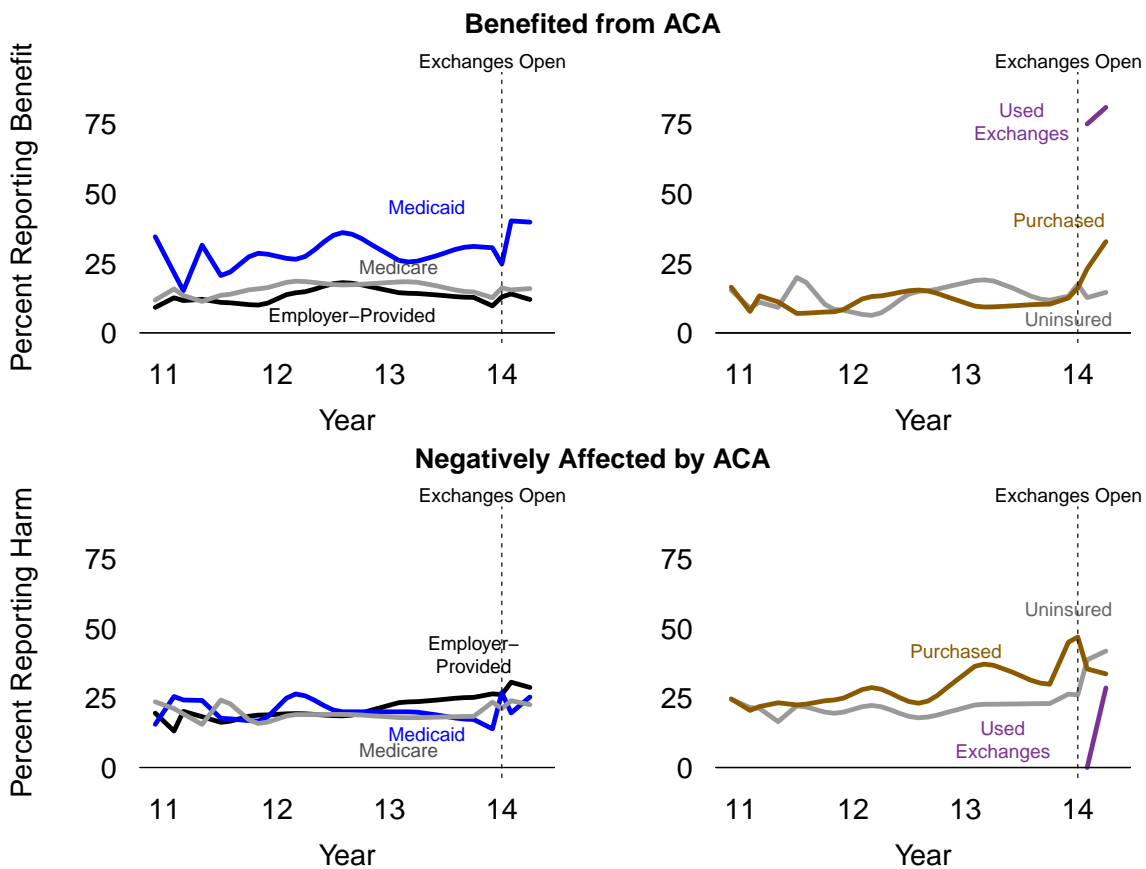 Benefited from ACA
Percent Reporting Benefit
Exchanges Open
75
50
25
0
Medicaid
Medicare
Employer−Provided
11 12 13 14
Year
Exchanges Open
75
50
25
0
Used
Exchanges
Purchased
Uninsured
11 12 13 14
Year
Negatively Affected by ACA
Percent Reporting Harm
Exchanges Open
75
50
25
0
Employer−
Provided
Medicaid
Medicare
11 12 13 14
Year
Exchanges Open
75
50
25
0
Uninsured
Purchased
Used
Exchanges
11 12 13 14
Year